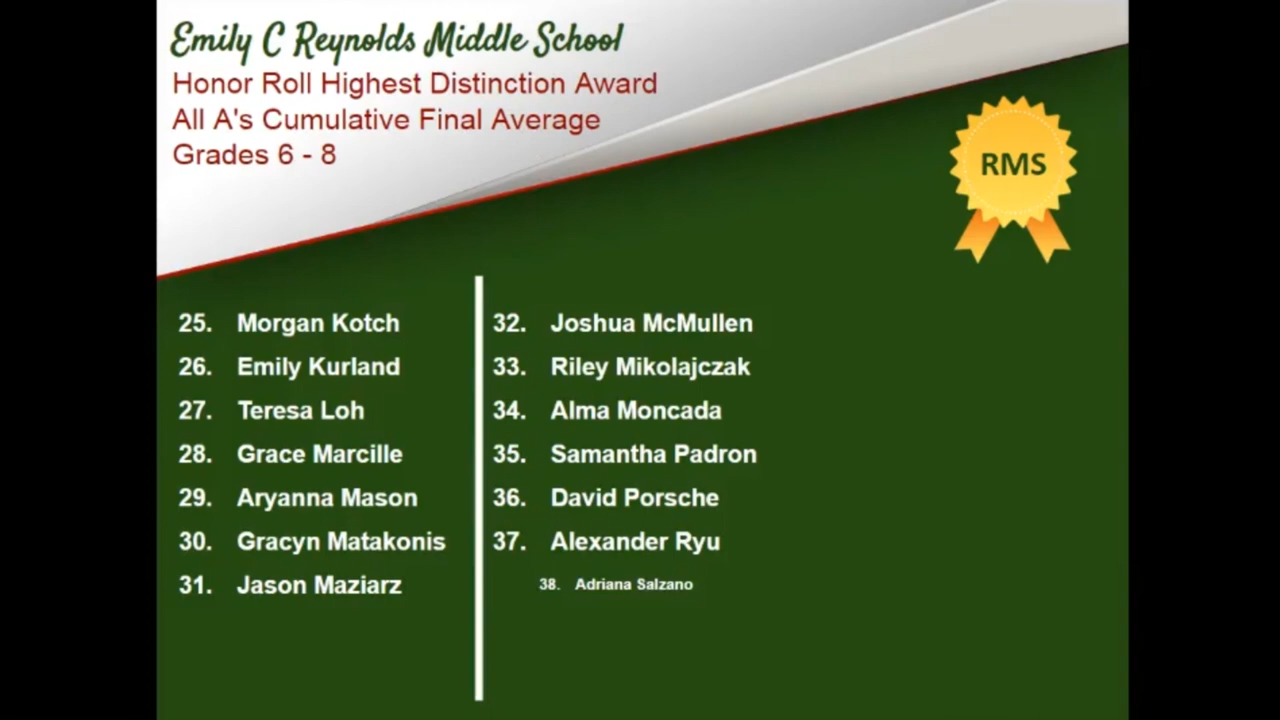 Emily C Reynolds Middle School
Honor Roll Highest Distinction Award
All A's Cumulative Final Average
Grades 6 - 8
RMS
25. Morgan Kotch
26. Emily Kurland
27. Teresa Loh
28. Grace Marcille
29. Aryanna Mason
30. Gracyn Matakonis
31. Jason Maziarz
32. Joshua McMullen
33. Riley Mikolajczak
34. Alma Moncada
35. Samantha Padron
36. David Porsche
37. Alexander Ryu
38. Adriana Salzano